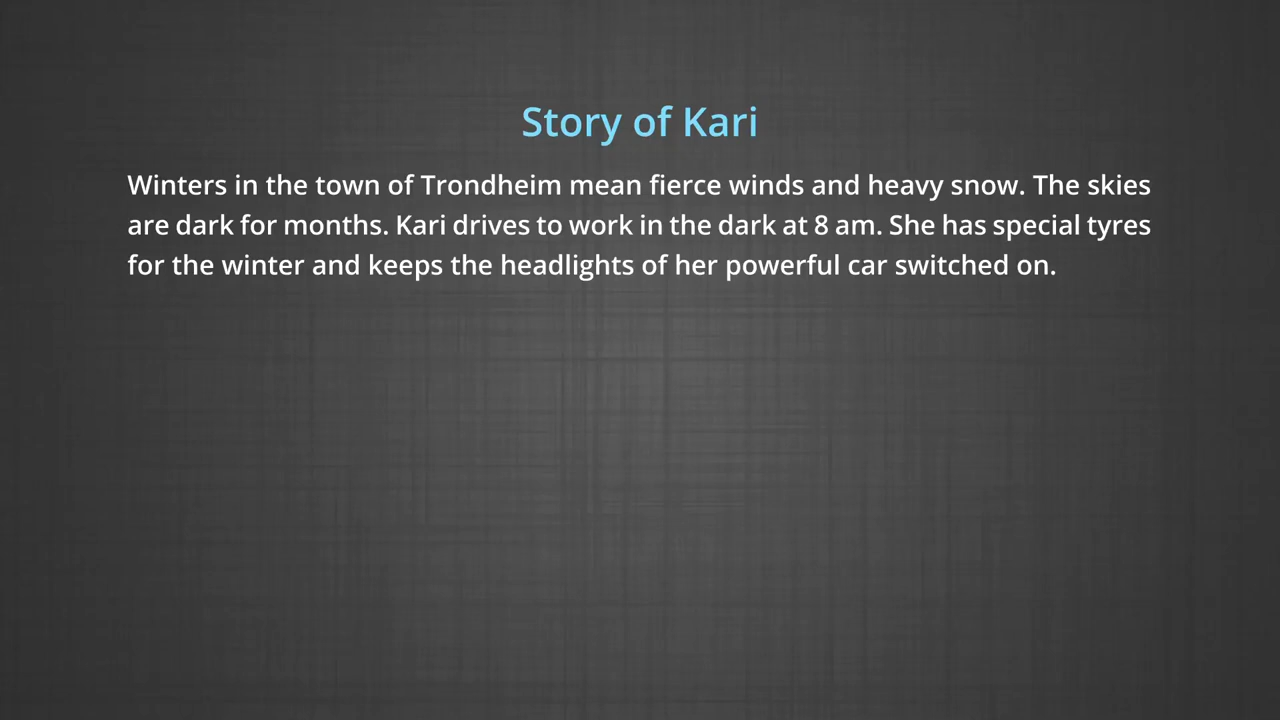 Story of Kari
Winters in the town of Trondheim mean fierce winds and heavy snow. The skies
are dark for months. Kari drives to work in the dark at 8 am. She has special tyres
for the winter and keeps the headlights of her powerful car switched on.